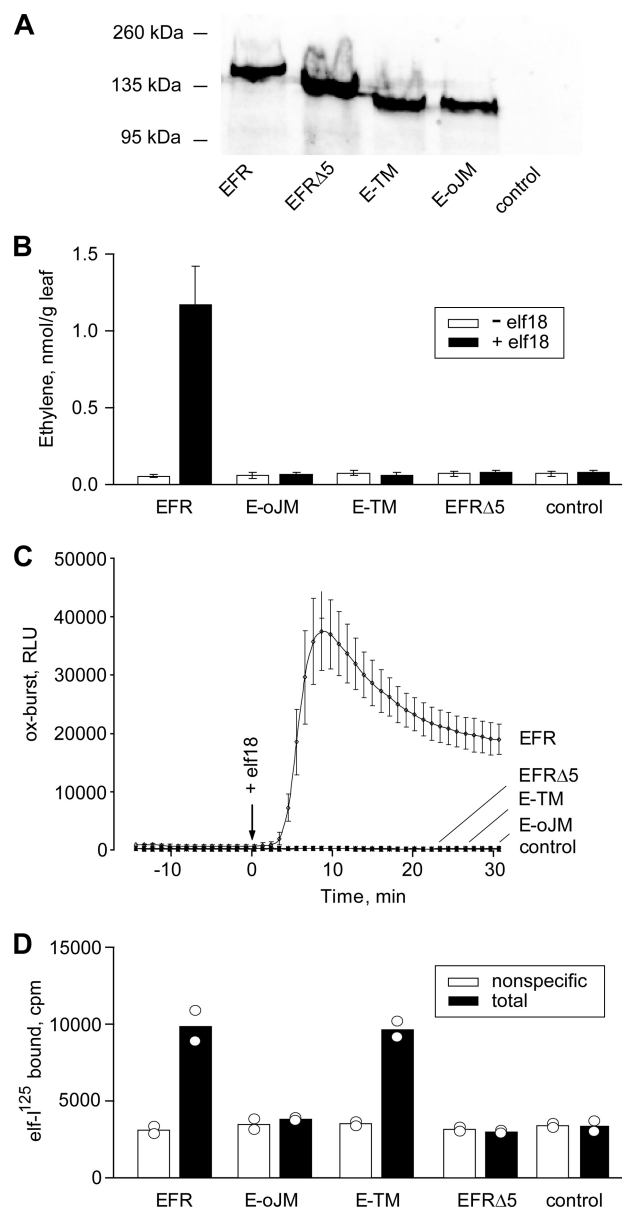 A
260 kDa
135 kDa
95 kDa
EFR
EFRΔ5
E-TM
E-oJM
control
B
Ethylene, nmol/g leaf
1.5
1.0
0.5
0.0
− elf18
+ elf18
EFR
E-oJM
E-TM
EFRΔ5
control
C
ox-burst, RLU
50000
40000
30000
20000
10000
0
+ elf18
EFR
EFRΔ5
E-TM
E-oJM
control
-10
0
10
20
30
Time, min
D
elf-I¹²⁵ bound, cpm
15000
10000
5000
0
nonspecific
total
EFR
E-oJM
E-TM
EFRΔ5
control